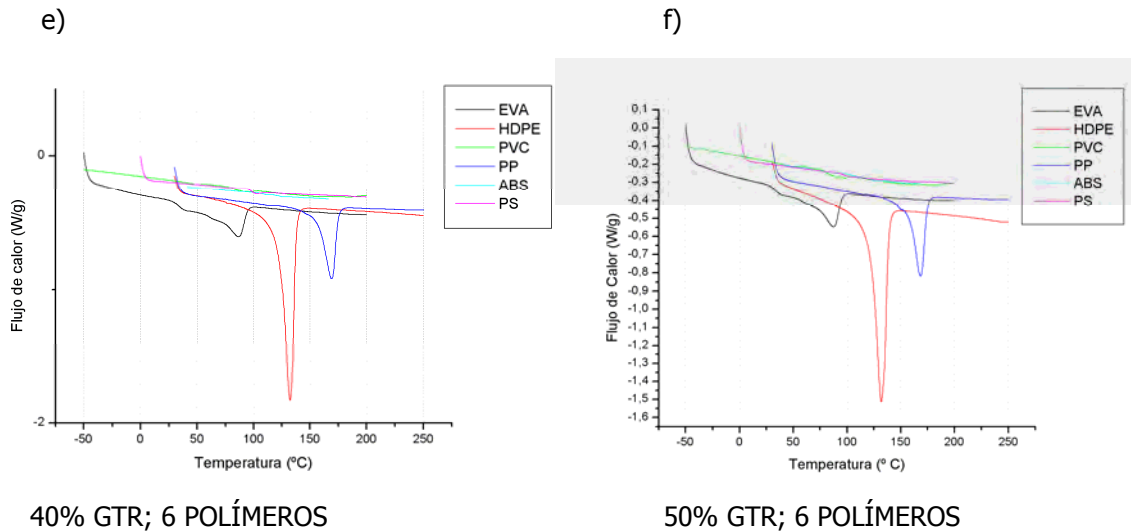 e)
f)
0
-2
Flujo de calor (W/g)
-50 0 50 100 150 200 250
Temperatura (ºC)
EVA
HDPE
PVC
PP
ABS
PS
0,1
0,0
-0,1
-0,2
-0,3
-0,4
-0,5
-0,6
-0,7
-0,8
-0,9
-1,0
-1,1
-1,2
-1,3
-1,4
-1,5
-1,6
Flujo de Calor (W/g)
-50 0 50 100 150 200 250
Temperatura (º C)
EVA
HDPE
PVC
PP
ABS
PS
40% GTR; 6 POLÍMEROS
50% GTR; 6 POLÍMEROS